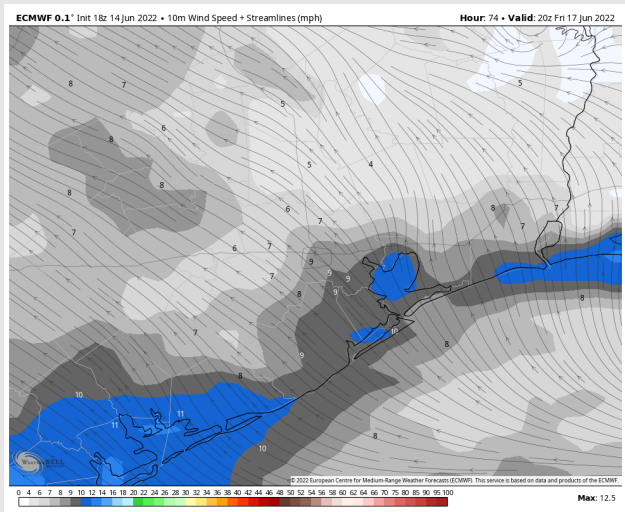 ECMWF 0.1° Init 18z 14 Jun 2022 • 10m Wind Speed + Streamlines (mph) Hour: 74 • Valid: 20z Fri 17 Jun 2022
8 7 5
5
6
8
5 4
8 8
6 8 7
7 7 7
6 7
9
7 9 9
8 9 8
7 10
9 8
8
10
11
11
8
10
WeatherBELL
© 2022 European Centre for Medium-Range Weather Forecasts (ECMWF). This service is based on data and products of the ECMWF.
0 4 5 6 7 8 9 10 12 14 16 18 20 22 24 26 28 30 32 34 36 38 40 42 44 46 48 50 52 54 56 58 60 62 64 66 70 75 80 85 90 95 100
Max: 12.5